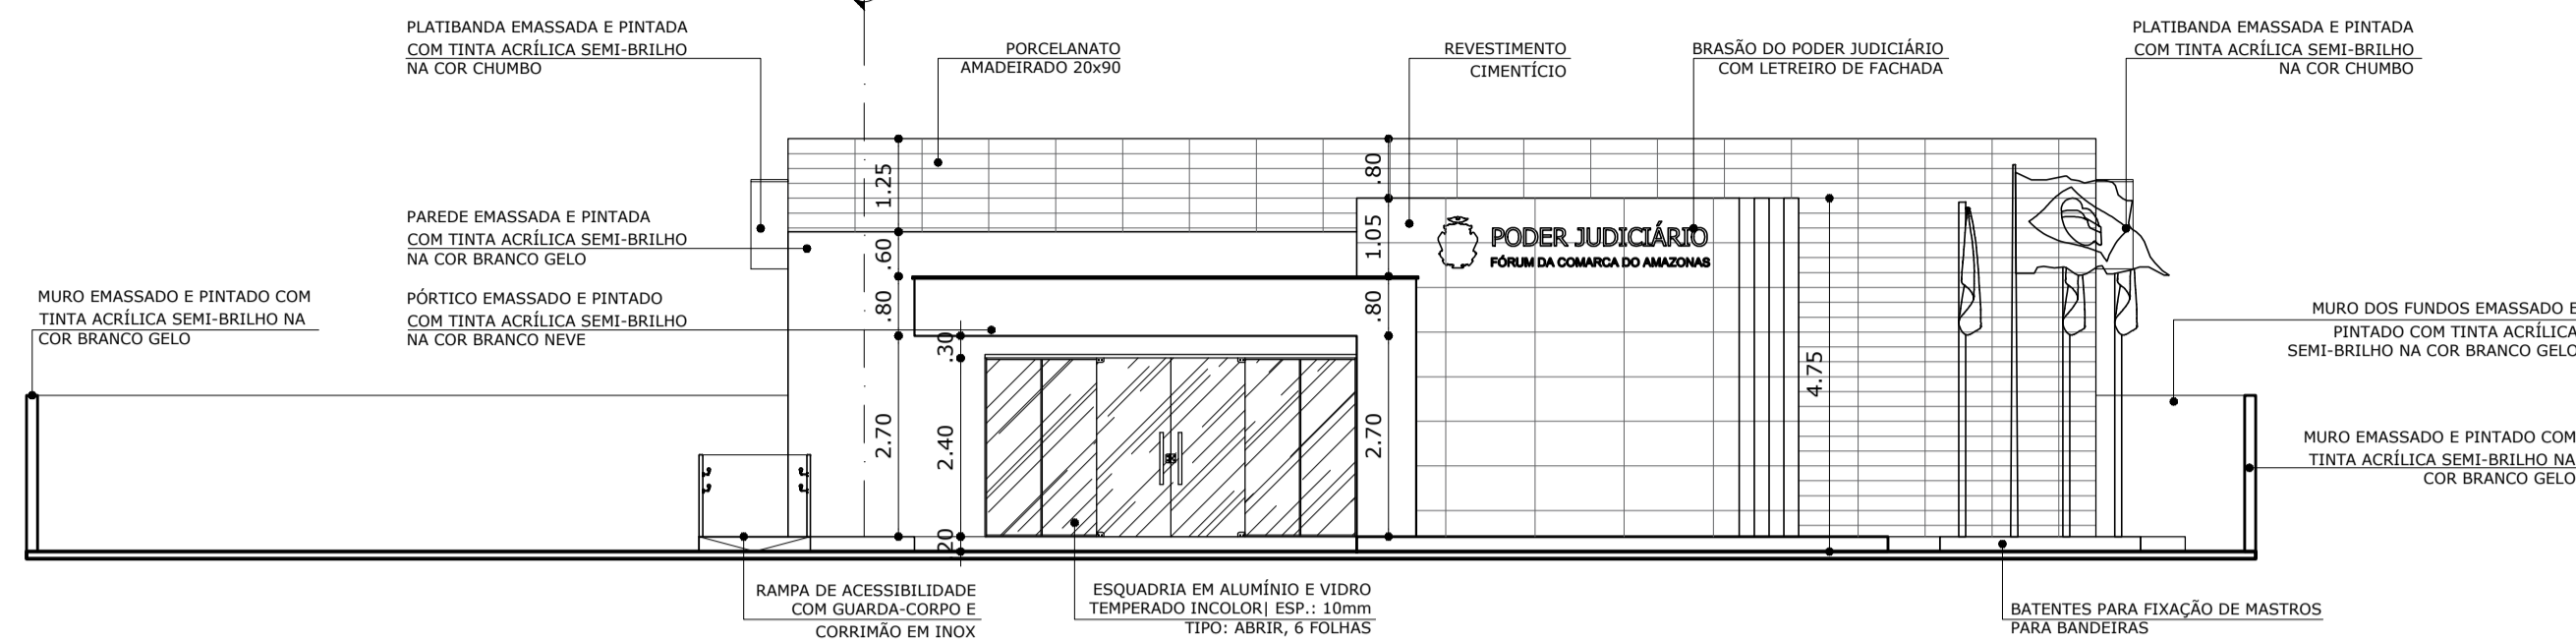 PLATIBANDA EMASSADA E PINTADA
COM TINTA ACRÍLICA SEMI-BRILHO
NA COR CHUMBO
PORCELANATO
AMADEIRADO 20x90
REVESTIMENTO
CIMENTÍCIO
BRASÃO DO PODER JUDICIÁRIO
COM LETREIRO DE FACHADA
PLATIBANDA EMASSADA E PINTADA
COM TINTA ACRÍLICA SEMI-BRILHO
NA COR CHUMBO
PAREDE EMASSADA E PINTADA
COM TINTA ACRÍLICA SEMI-BRILHO
NA COR BRANCO GELO
MURO EMASSADO E PINTADO COM
TINTA ACRÍLICA SEMI-BRILHO NA
COR BRANCO GELO
PÓRTICO EMASSADO E PINTADO
COM TINTA ACRÍLICA SEMI-BRILHO
NA COR BRANCO NEVE
1.25
.60
.80
2.70
.30
2.40
20
.80
1.05
.80
2.70
PODER JUDICIÁRIO
FÓRUM DA COMARCA DO AMAZONAS
4.75
MURO DOS FUNDOS EMASSADO E
PINTADO COM TINTA ACRÍLICA
SEMI-BRILHO NA COR BRANCO GELO
MURO EMASSADO E PINTADO COM
TINTA ACRÍLICA SEMI-BRILHO NA
COR BRANCO GELO
RAMPA DE ACESSIBILIDADE
COM GUARDA-CORPO E
CORRIMÃO EM INOX
ESQUADRIA EM ALUMÍNIO E VIDRO
TEMPERADO INCOLOR| ESP.: 10mm
TIPO: ABRIR, 6 FOLHAS
BATENTES PARA FIXAÇÃO DE MASTROS
PARA BANDEIRAS